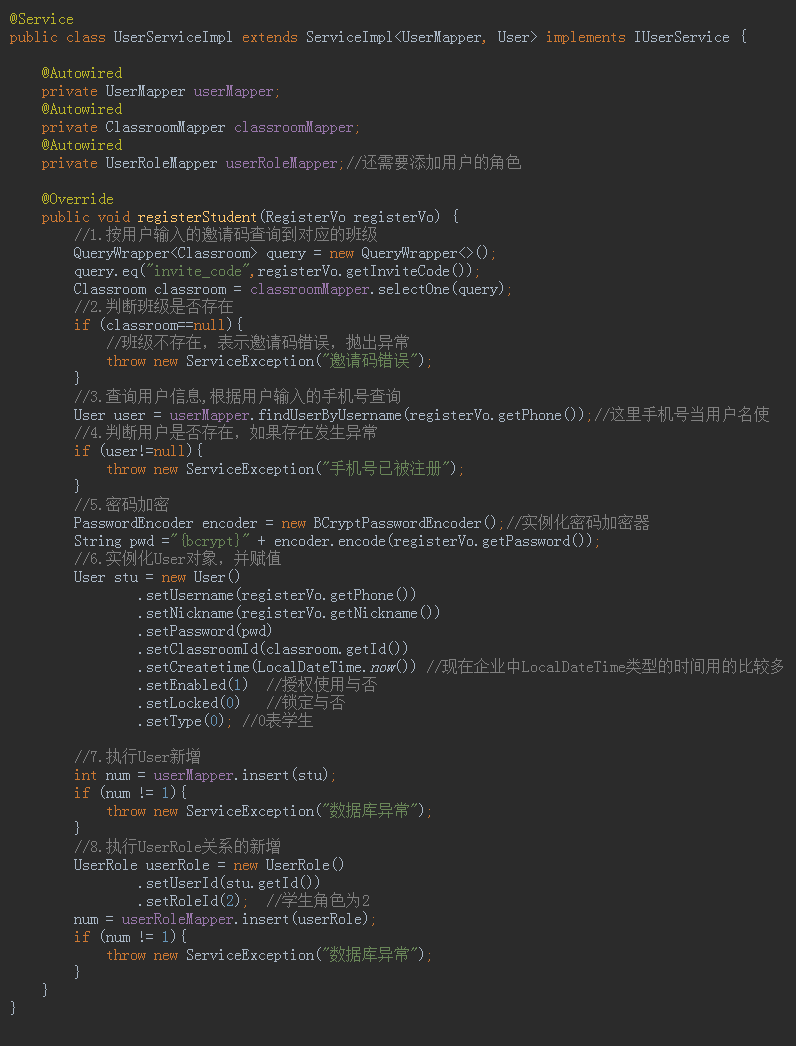 @Service
public class UserServiceImpl extends ServiceImpl<UserMapper, User> implements IUserService {
    @Autowired
    private UserMapper userMapper;
    @Autowired
    private ClassroomMapper classroomMapper;
    @Autowired
    private UserRoleMapper userRoleMapper;//还需要添加用户的角色
    @Override
    public void registerStudent(RegisterVo registerVo) {
        //1.按用户输入的邀请码查询到对应的班级
        QueryWrapper<Classroom> query = new QueryWrapper<>();
        query.eq("invite_code",registerVo.getInviteCode());
        Classroom classroom = classroomMapper.selectOne(query);
        //2.判断班级是否存在
        if (classroom==null){
            //班级不存在，表示邀请码错误，抛出异常
            throw new ServiceException("邀请码错误");
        }
        //3.查询用户信息,根据用户输入的手机号查询
        User user = userMapper.findUserByUsername(registerVo.getPhone());//这里手机号当用户名使
        //4.判断用户是否存在，如果存在发生异常
        if (user!=null){
            throw new ServiceException("手机号已被注册");
        }
        //5.密码加密
        PasswordEncoder encoder = new BCryptPasswordEncoder();//实例化密码加密器
        String pwd ="{bcrypt}" + encoder.encode(registerVo.getPassword());
        //6.实例化User对象，并赋值
        User stu = new User()
                .setUsername(registerVo.getPhone())
                .setNickname(registerVo.getNickname())
                .setPassword(pwd)
                .setClassroomId(classroom.getId())
                .setCreatetime(LocalDateTime.now()) //现在企业中LocalDateTime类型的时间用的比较多
                .setEnabled(1)  //授权使用与否
                .setLocked(0)   //锁定与否
                .setType(0); //0表学生
        //7.执行User新增
        int num = userMapper.insert(stu);
        if (num != 1){
            throw new ServiceException("数据库异常");
        }
        //8.执行UserRole关系的新增
        UserRole userRole = new UserRole()
                .setUserId(stu.getId())
                .setRoleId(2);  //学生角色为2
        num = userRoleMapper.insert(userRole);
        if (num != 1){
            throw new ServiceException("数据库异常");
        }
    }
}